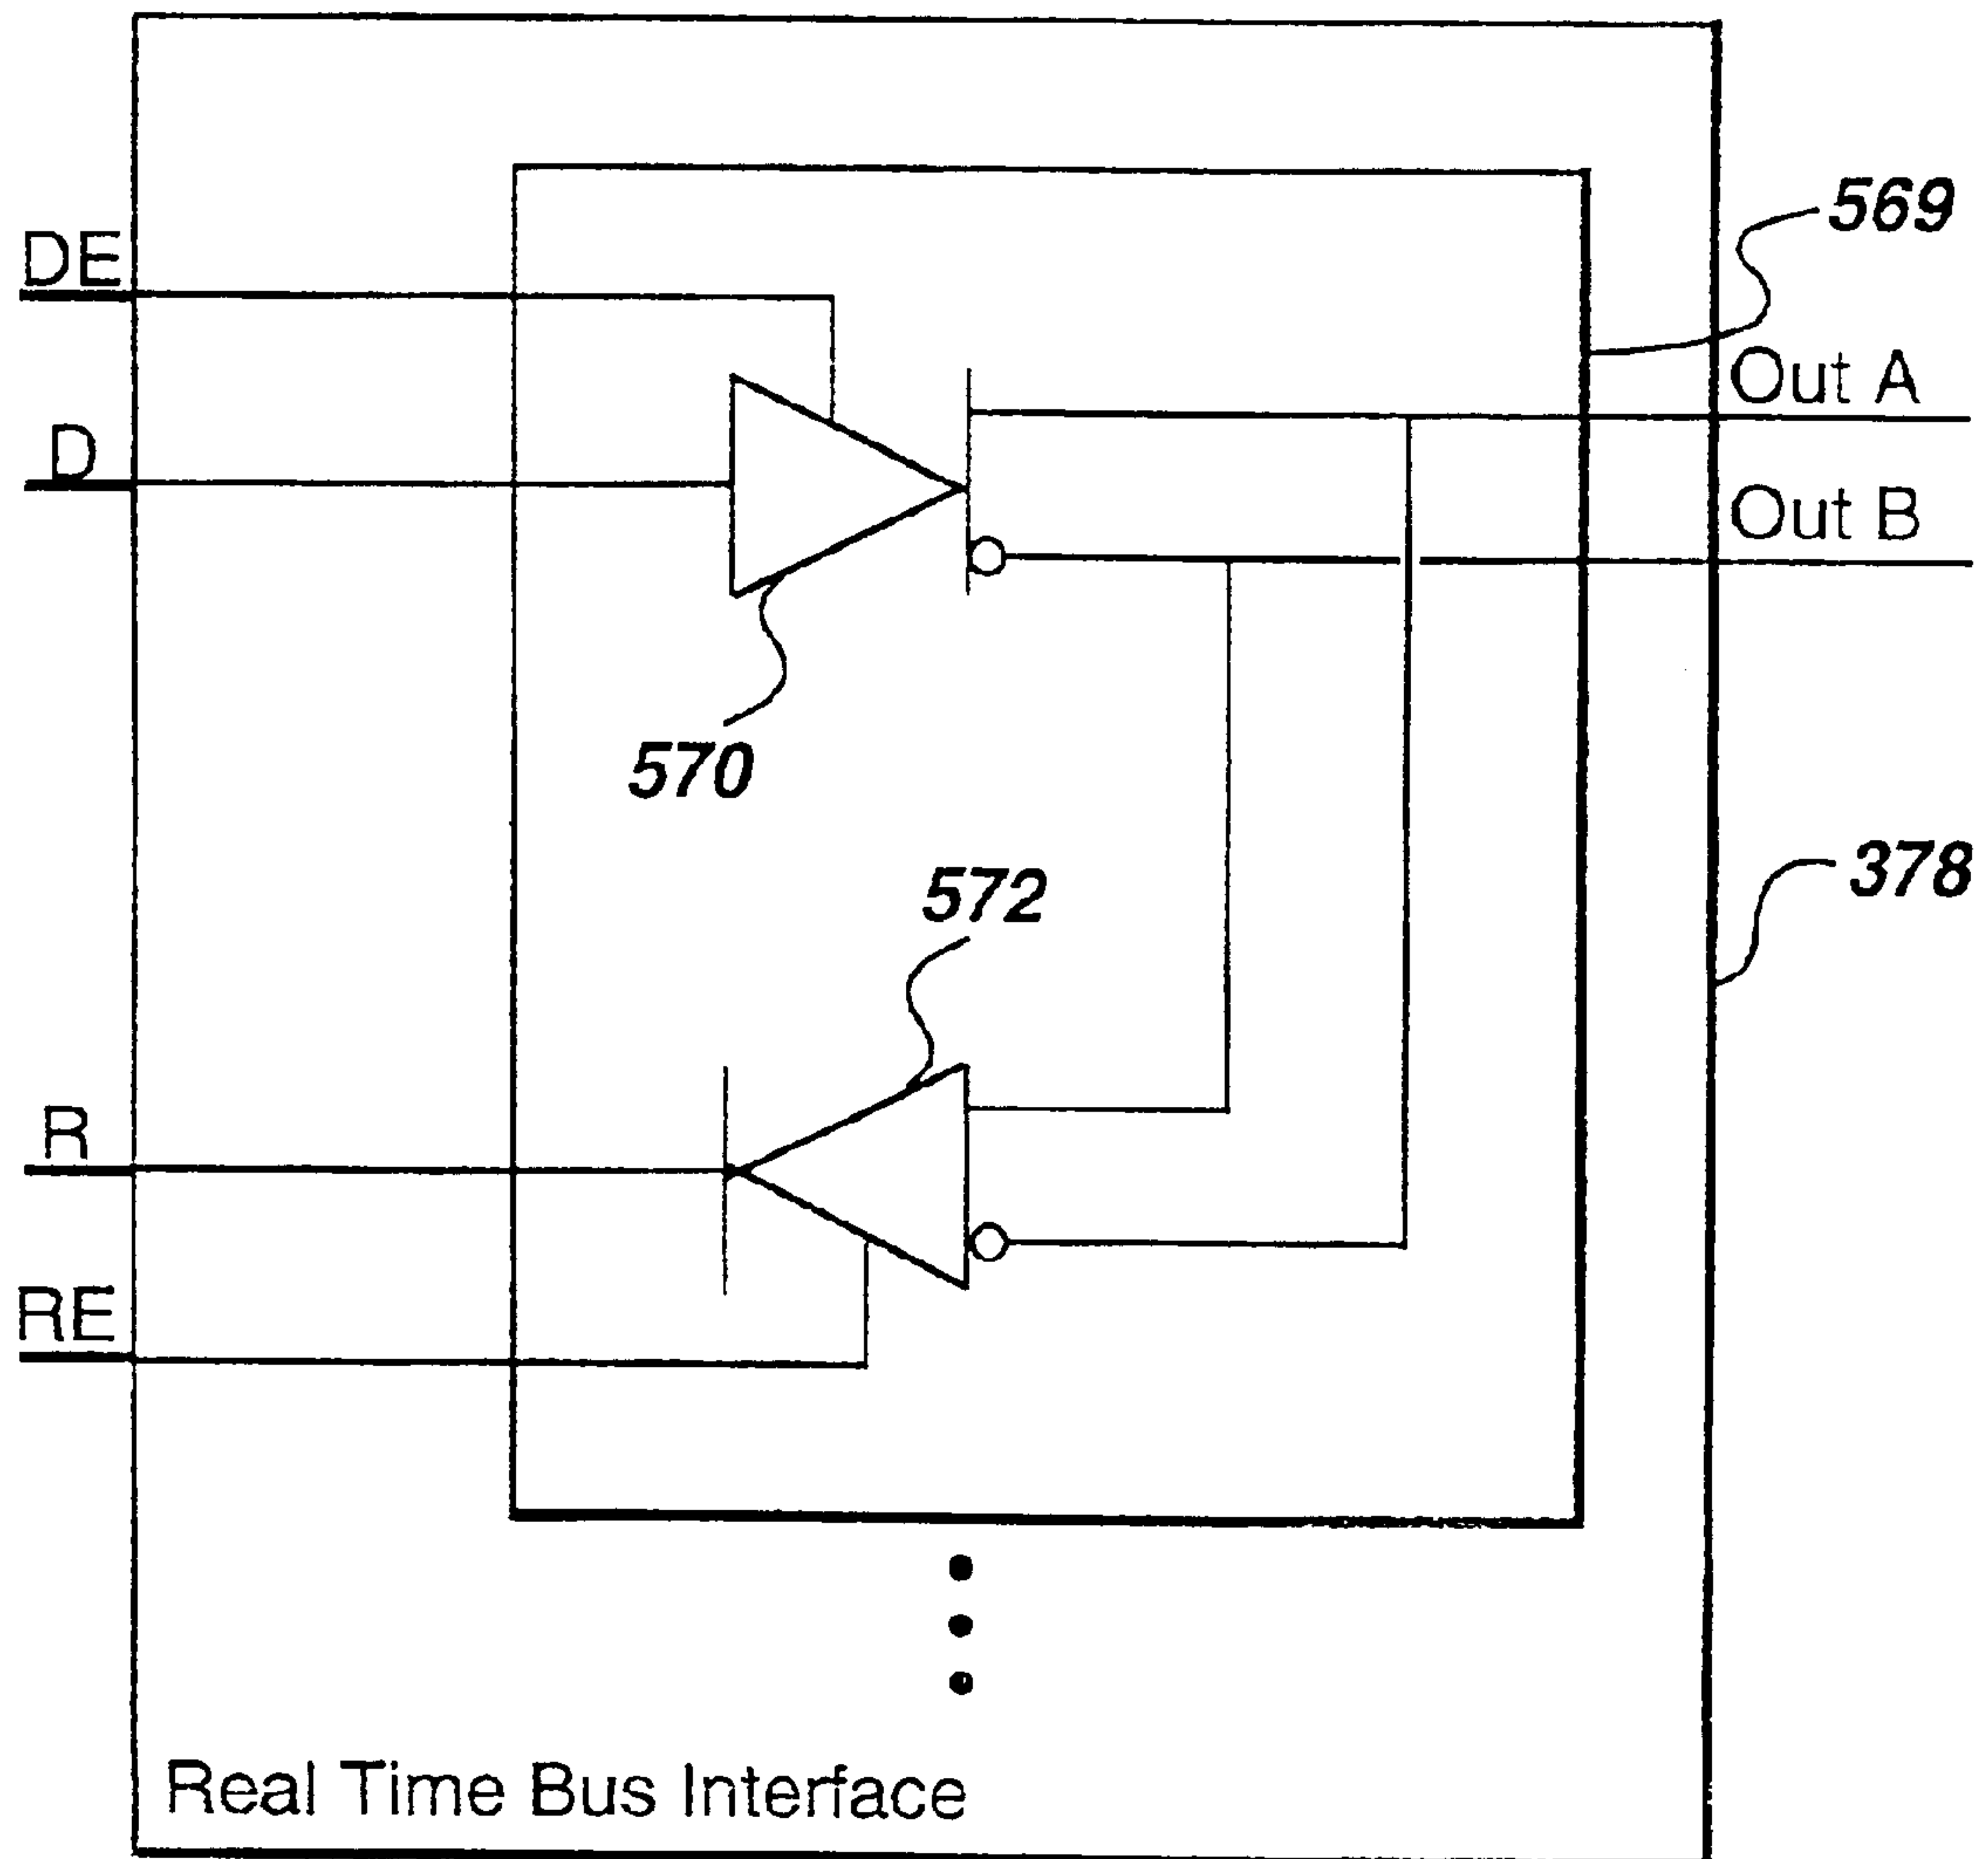 DE
569
Out A
D
Out B
570
572
378
R
RE
Real Time Bus Interface